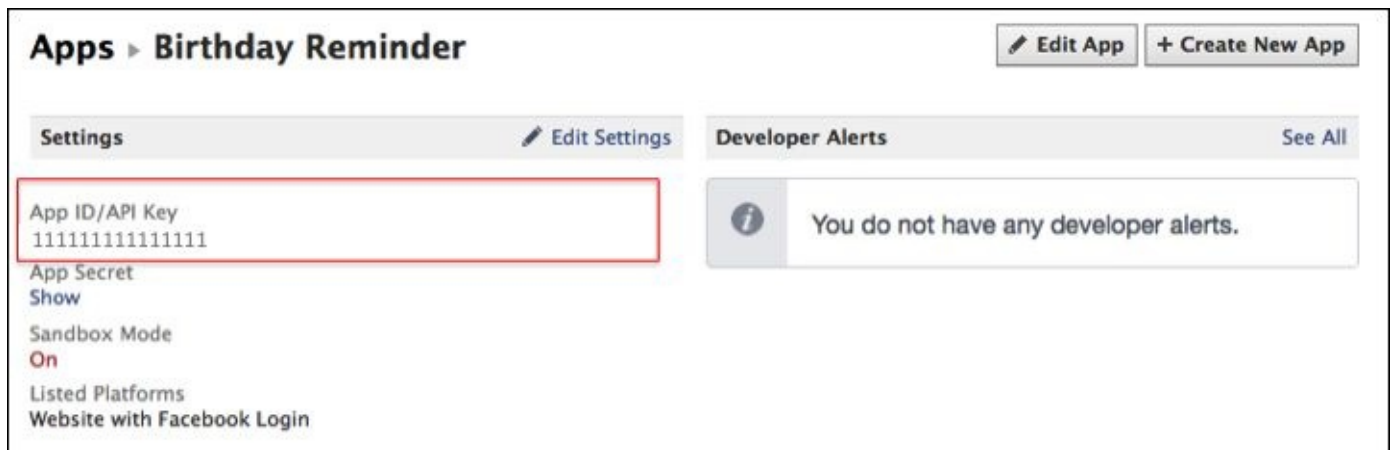 Apps ▸ Birthday Reminder
Edit App
+ Create New App
Settings
Edit Settings
App ID/API Key
111111111111111
App Secret
Show
Sandbox Mode
On
Listed Platforms
Website with Facebook Login
Developer Alerts
See All
You do not have any developer alerts.